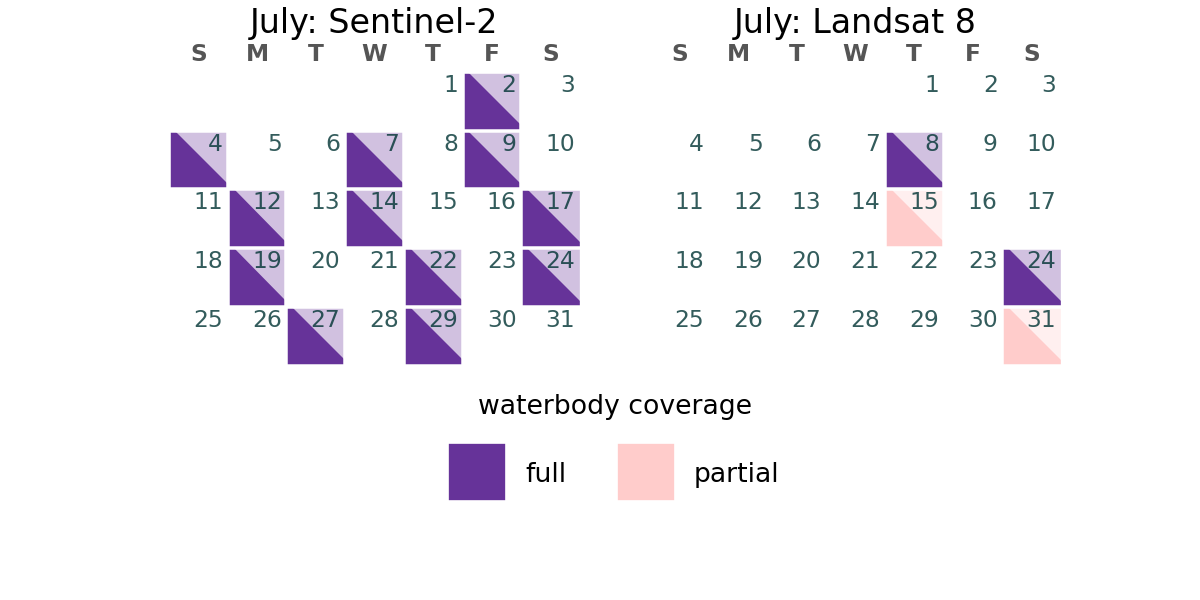 July: Sentinel-2
S M T W T F S
1 2 3
4 5 6 7 8 9 10
11 12 13 14 15 16 17
18 19 20 21 22 23 24
25 26 27 28 29 30 31
July: Landsat 8
S M T W T F S
1 2 3
4 5 6 7 8 9 10
11 12 13 14 15 16 17
18 19 20 21 22 23 24
25 26 27 28 29 30 31
waterbody coverage
full partial